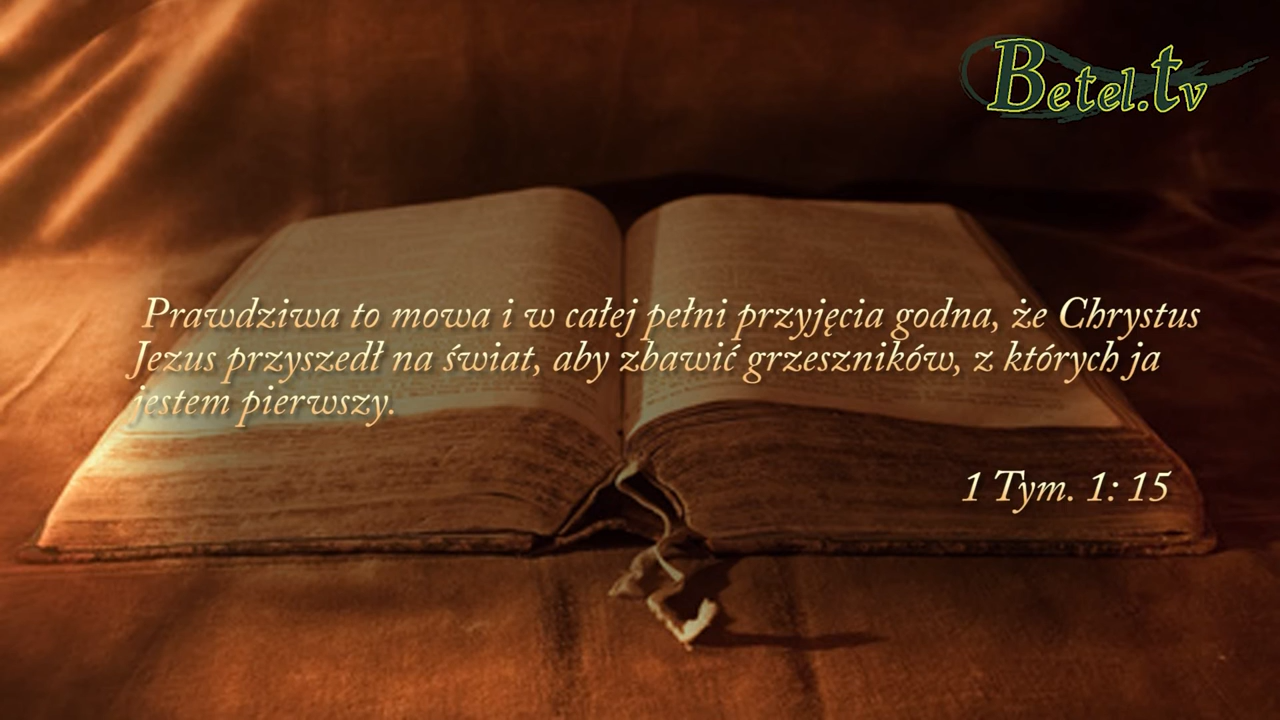 Betel.tv
Prawdziwa to mowa i w całej pełni przyjęcia godna, że Chrystus
Jezus przyszedł na świat, aby zbawić grzeszników, z których ja
jestem pierwszy.
1 Tym. 1: 15